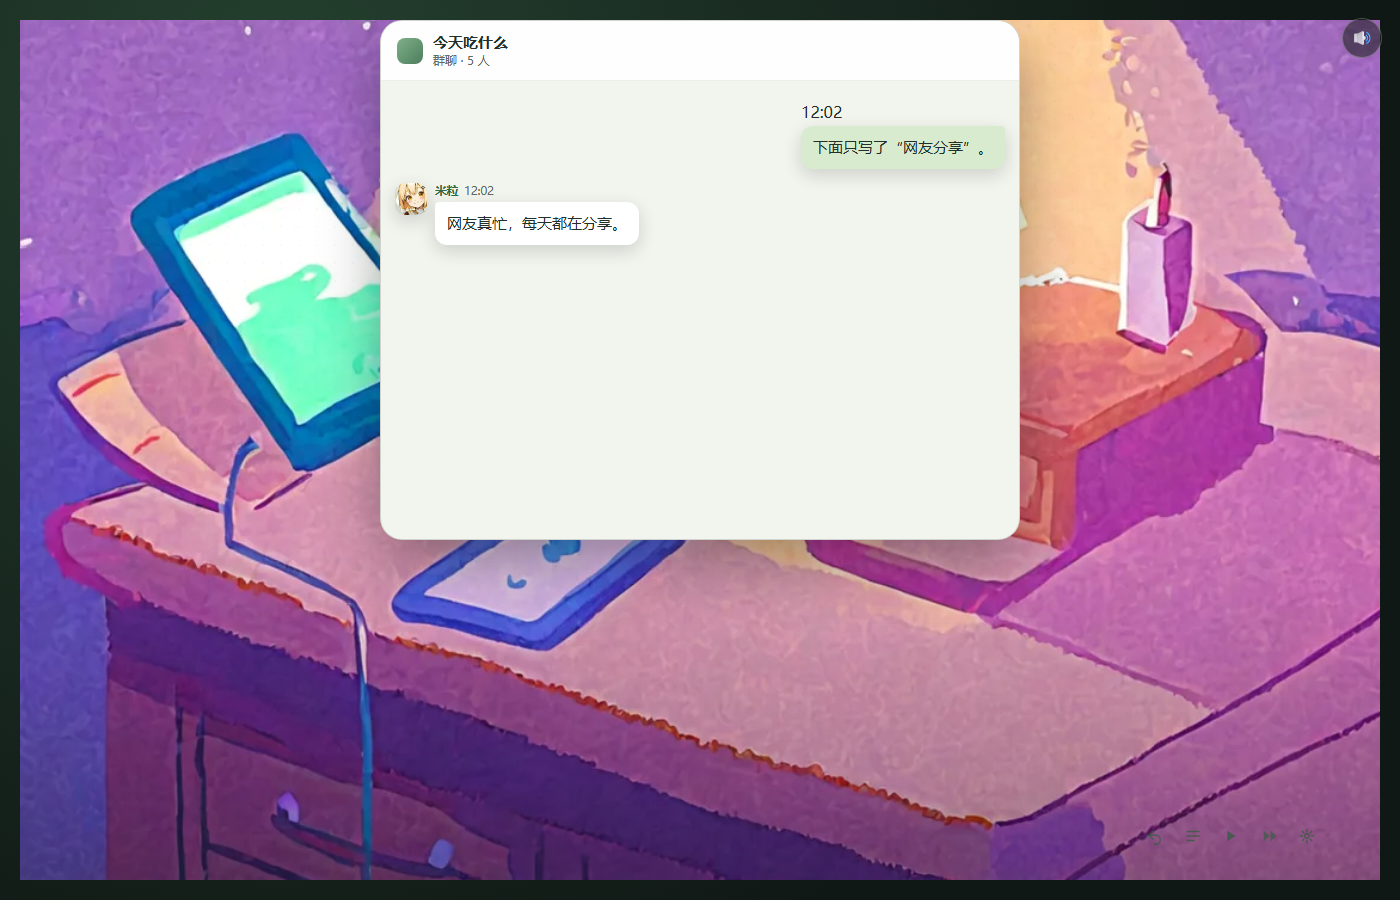 今天吃什么
群聊 · 5 人
12:02
下面只写了“网友分享”。
米粒 12:02
网友真忙，每天都在分享。